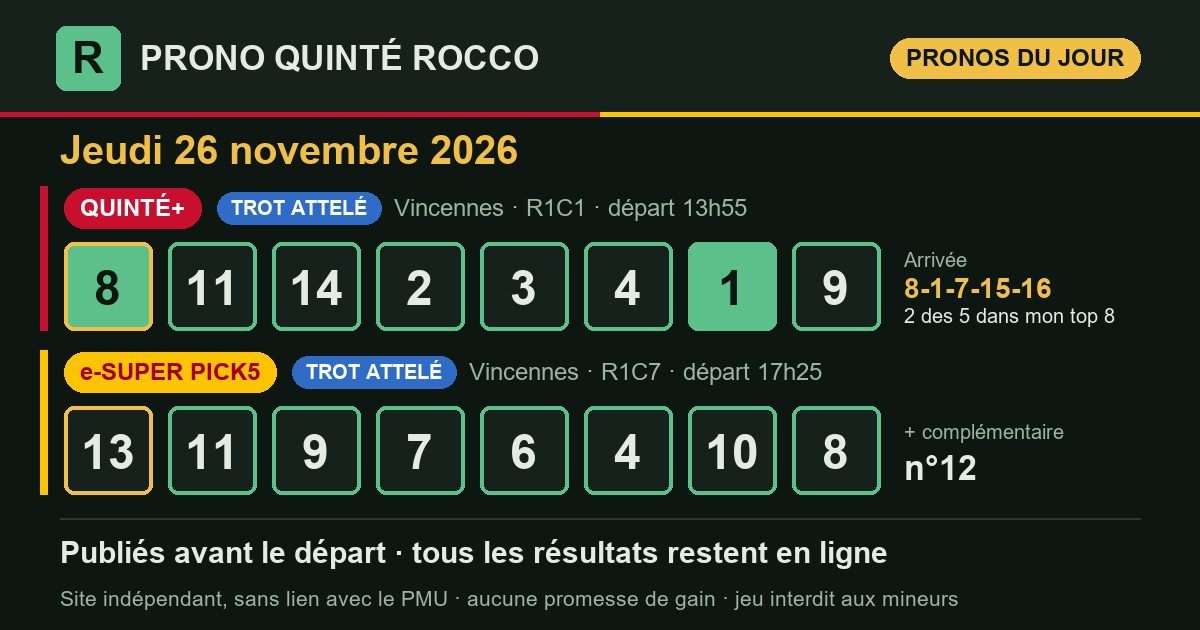 R PRONO QUINTÉ ROCCO
PRONOS DU JOUR
Jeudi 26 novembre 2026
QUINTÉ+ TROT ATTELÉ Vincennes · R1C1 · départ 13h55
8 11 14 2 3 4 1 9
Arrivée
8-1-7-15-16
2 des 5 dans mon top 8
e-SUPER PICK5 TROT ATTELÉ Vincennes · R1C7 · départ 17h25
13 11 9 7 6 4 10 8
+ complémentaire
n°12
Publiés avant le départ · tous les résultats restent en ligne
Site indépendant, sans lien avec le PMU · aucune promesse de gain · jeu interdit aux mineurs